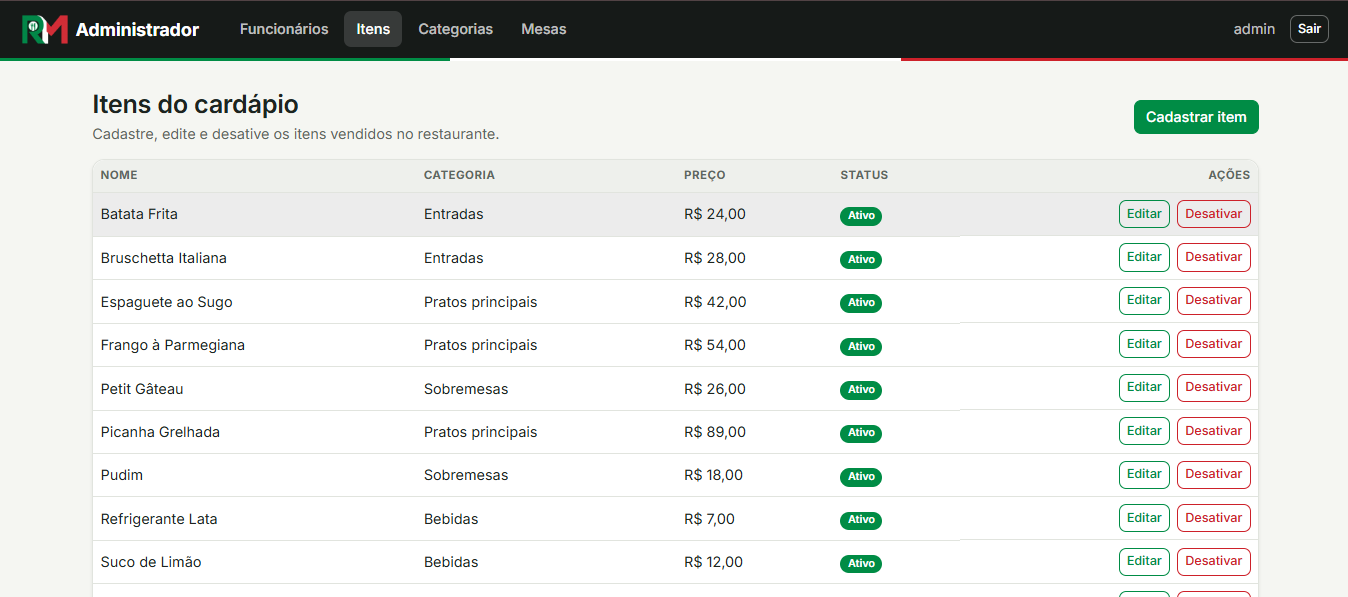 RM Administrador Funcionários Itens Categorias Mesas admin Sair
Itens do cardápio
Cadastre, edite e desative os itens vendidos no restaurante.
Cadastrar item
NOME CATEGORIA PREÇO STATUS AÇÕES
Batata Frita Entradas R$ 24,00 Ativo Editar Desativar
Bruschetta Italiana Entradas R$ 28,00 Ativo Editar Desativar
Espaguete ao Sugo Pratos principais R$ 42,00 Ativo Editar Desativar
Frango à Parmegiana Pratos principais R$ 54,00 Ativo Editar Desativar
Petit Gâteau Sobremesas R$ 26,00 Ativo Editar Desativar
Picanha Grelhada Pratos principais R$ 89,00 Ativo Editar Desativar
Pudim Sobremesas R$ 18,00 Ativo Editar Desativar
Refrigerante Lata Bebidas R$ 7,00 Ativo Editar Desativar
Suco de Limão Bebidas R$ 12,00 Ativo Editar Desativar